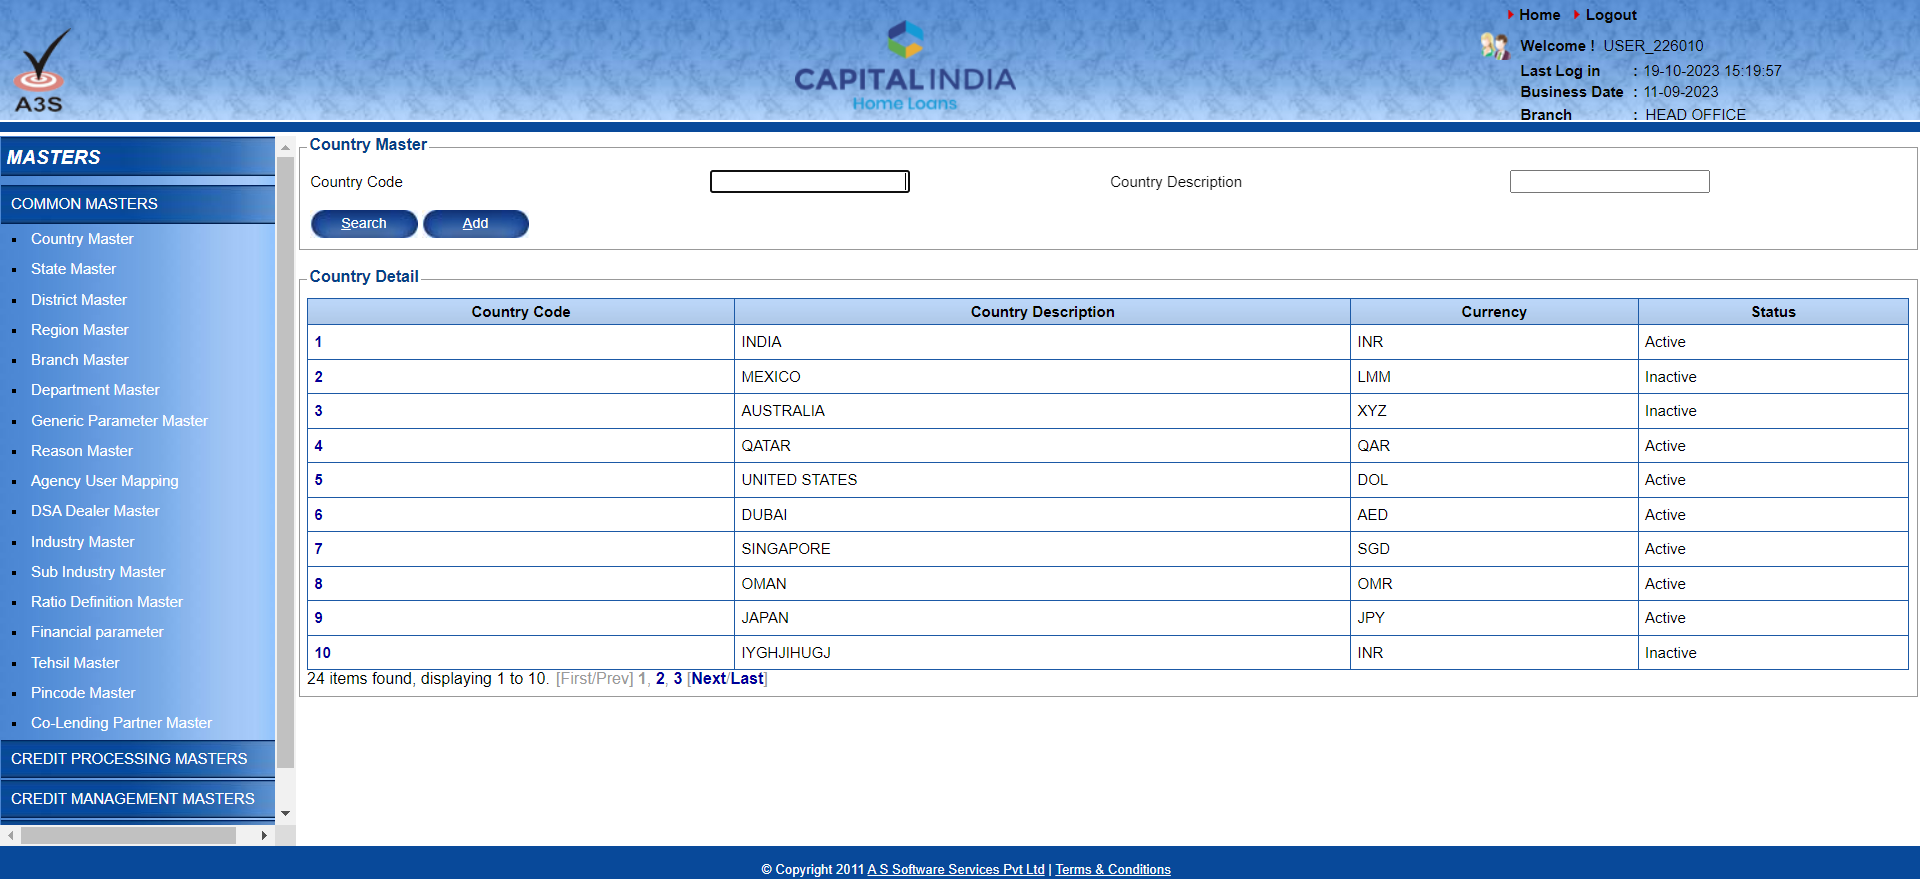 Home Logout
Welcome ! USER_226010
Last Log in : 19-10-2023 15:19:57
Business Date : 11-09-2023
Branch : HEAD OFFICE
A3S
CAPITALINDIA
Home Loans
MASTERS
COMMON MASTERS
Country Master
State Master
District Master
Region Master
Branch Master
Department Master
Generic Parameter Master
Reason Master
Agency User Mapping
DSA Dealer Master
Industry Master
Sub Industry Master
Ratio Definition Master
Financial parameter
Tehsil Master
Pincode Master
Co-Lending Partner Master
CREDIT PROCESSING MASTERS
CREDIT MANAGEMENT MASTERS
Country Master
Country Code Country Description
Search Add
Country Detail
Country Code Country Description Currency Status
1 INDIA INR Active
2 MEXICO LMM Inactive
3 AUSTRALIA XYZ Inactive
4 QATAR QAR Active
5 UNITED STATES DOL Active
6 DUBAI AED Active
7 SINGAPORE SGD Active
8 OMAN OMR Active
9 JAPAN JPY Active
10 IYGHJIHUGJ INR Inactive
24 items found, displaying 1 to 10. [First/Prev] 1, 2, 3 [Next/Last]
© Copyright 2011 A S Software Services Pvt Ltd | Terms & Conditions